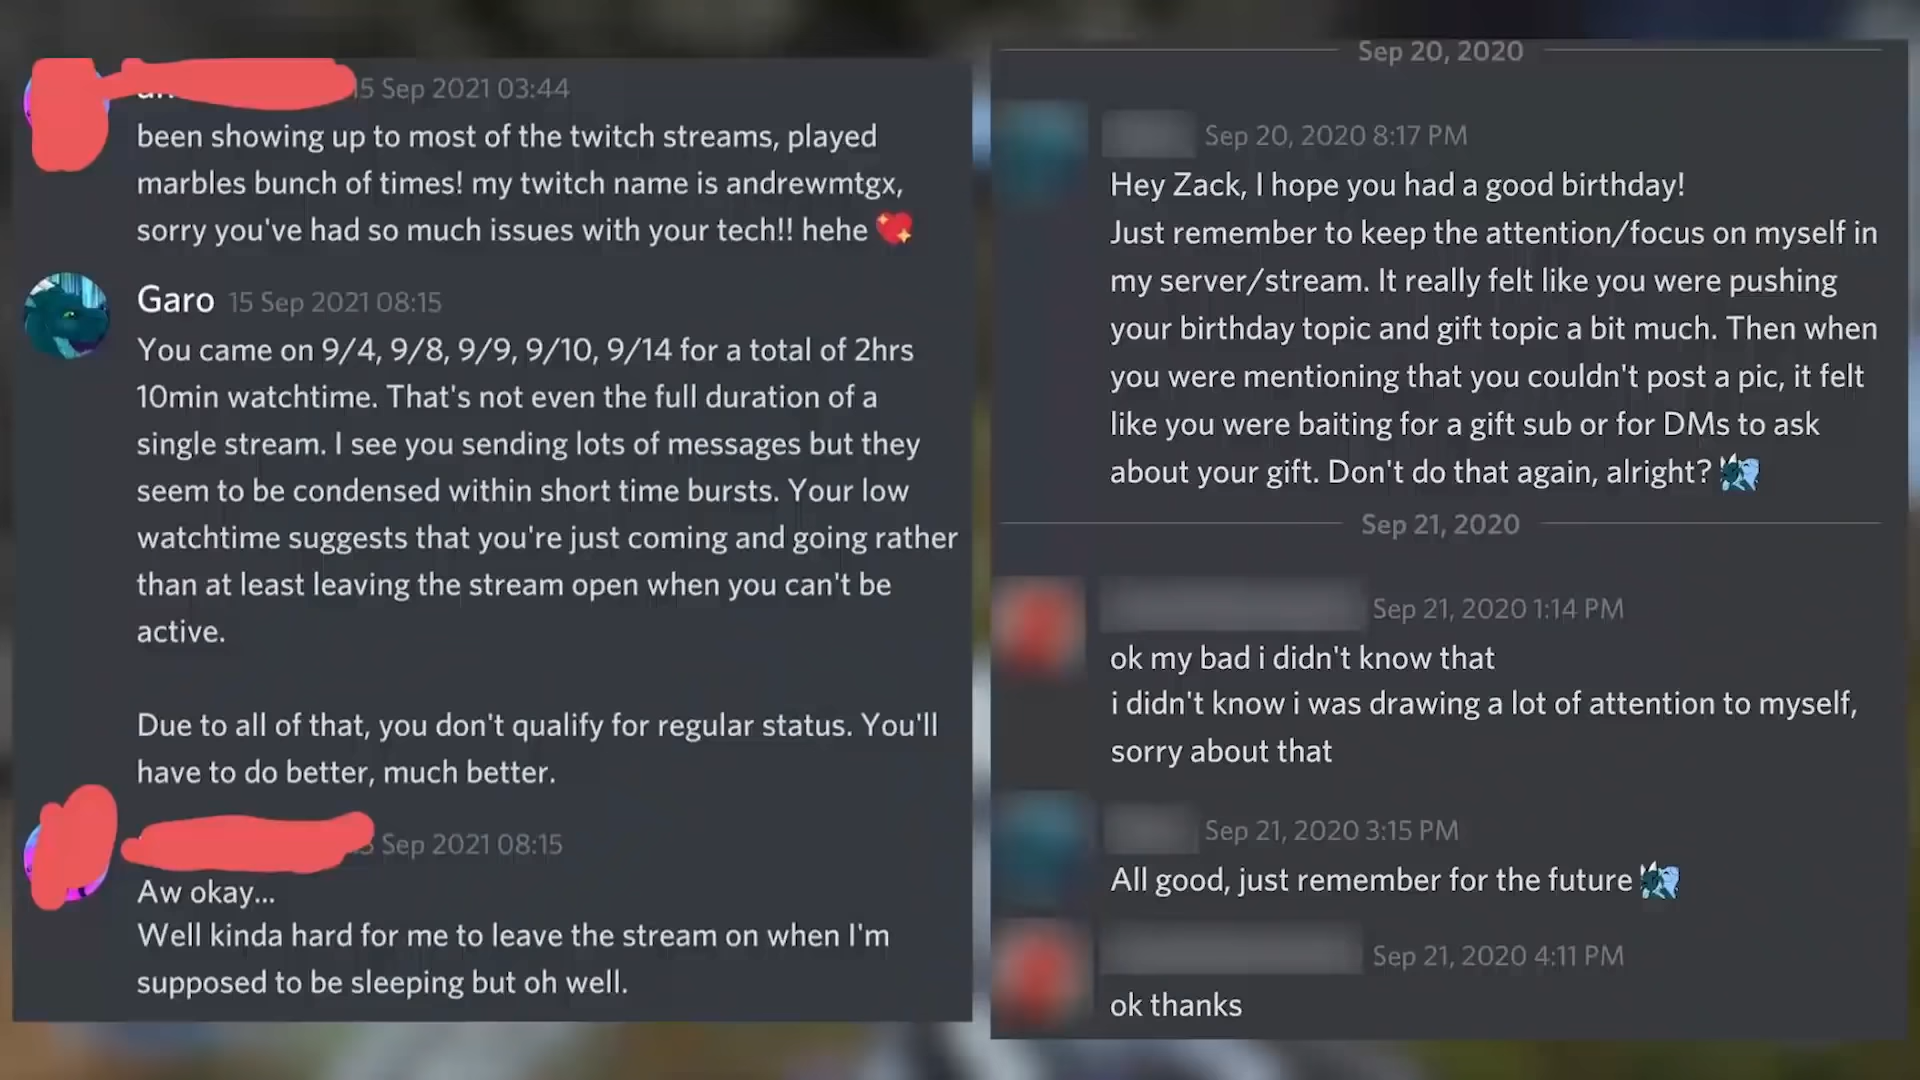 15 Sep 2021 03:44
been showing up to most of the twitch streams, played
marbles bunch of times! my twitch name is andrewmtgx,
sorry you've had so much issues with your tech!! hehe 💖
Garo 15 Sep 2021 08:15
You came on 9/4, 9/8, 9/9, 9/10, 9/14 for a total of 2hrs
10min watchtime. That's not even the full duration of a
single stream. I see you sending lots of messages but they
seem to be condensed within short time bursts. Your low
watchtime suggests that you're just coming and going rather
than at least leaving the stream open when you can't be
active.
Due to all of that, you don't qualify for regular status. You'll
have to do better, much better.
Sep 2021 08:15
Aw okay...
Well kinda hard for me to leave the stream on when I'm
supposed to be sleeping but oh well.
Sep 20, 2020
Sep 20, 2020 8:17 PM
Hey Zack, I hope you had a good birthday!
Just remember to keep the attention/focus on myself in
my server/stream. It really felt like you were pushing
your birthday topic and gift topic a bit much. Then when
you were mentioning that you couldn't post a pic, it felt
like you were baiting for a gift sub or for DMs to ask
about your gift. Don't do that again, alright?
Sep 21, 2020
Sep 21, 2020 1:14 PM
ok my bad i didn't know that
i didn't know i was drawing a lot of attention to myself,
sorry about that
Sep 21, 2020 3:15 PM
All good, just remember for the future
Sep 21, 2020 4:11 PM
ok thanks